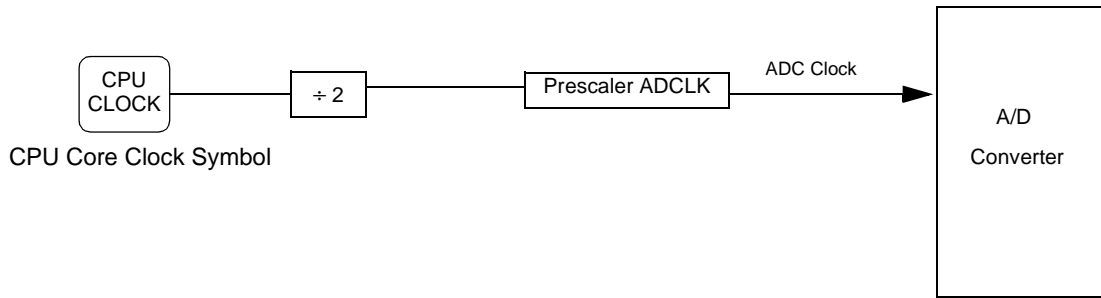 CPU
CLOCK
CPU Core Clock Symbol
÷ 2
Prescaler ADCLK
ADC Clock
A/D
Converter